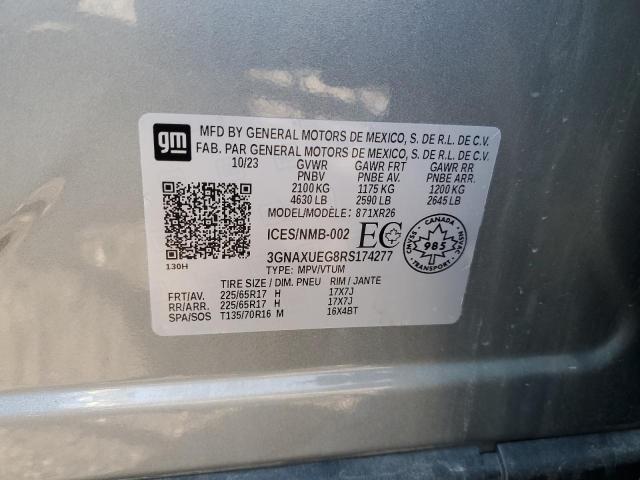 gm
MFD BY GENERAL MOTORS DE MEXICO, S. DE R.L. DE C.V.
FAB. PAR GENERAL MOTORS DE MEXICO, S. DE R.L. DE C.V.
10/23 GVWR GAWR FRT GAWR RR
PNBV PNBE AV. PNBE ARR.
2100 KG 1175 KG 1200 KG
4630 LB 2590 LB 2645 LB
MODEL/MODÈLE: 871XR26
ICES/NMB-002 EC
CANADA
985
3GNAXUEG8RS174277
130H
TYPE: MPV/VTUM
TIRE SIZE / DIM. PNEU RIM / JANTE
FRT/AV. 225/65R17 H 17X7J
RR/ARR. 225/65R17 H 17X7J
SPA/SOS T135/70R16 M 16X4BT